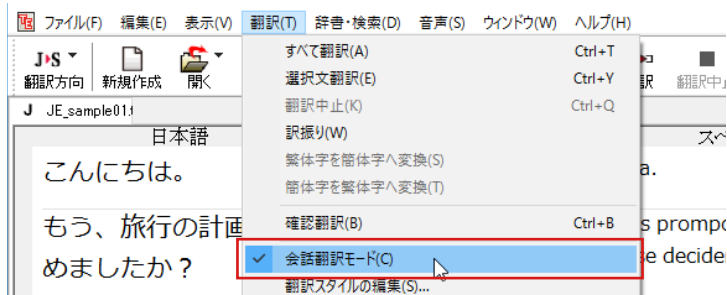 ファイル(F) 編集(E) 表示(V) 翻訳(T) 辞書・検索(D) 音声(S) ウィンドウ(W) ヘルプ(H)
J▸S
翻訳方向 新規作成 開く 訳 翻訳中止
J JE_sample01.
日本語 スペ
こんにちは。 a.
もう、旅行の計画 s prompo
めましたか？ se decide
すべて翻訳(A) Ctrl+T
選択文翻訳(E) Ctrl+Y
翻訳中止(K) Ctrl+Q
訳振り(W)
繁体字を簡体字へ変換(S)
簡体字を繁体字へ変換(T)
確認翻訳(B) Ctrl+B
✓ 会話翻訳モード(C)
翻訳スタイルの編集(S)...